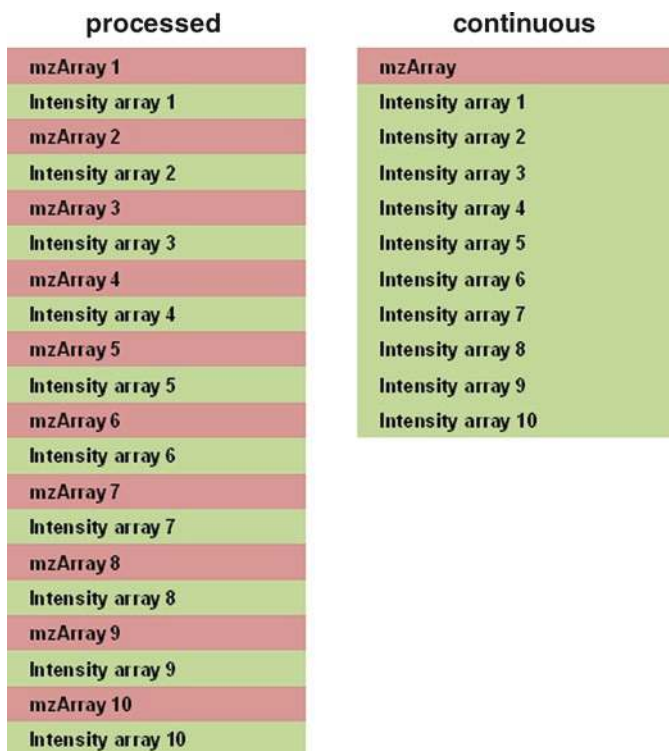 processed
mzArray 1
Intensity array 1
mzArray 2
Intensity array 2
mzArray 3
Intensity array 3
mzArray 4
Intensity array 4
mzArray 5
Intensity array 5
mzArray 6
Intensity array 6
mzArray 7
Intensity array 7
mzArray 8
Intensity array 8
mzArray 9
Intensity array 9
mzArray 10
Intensity array 10
continuous
mzArray
Intensity array 1
Intensity array 2
Intensity array 3
Intensity array 4
Intensity array 5
Intensity array 6
Intensity array 7
Intensity array 8
Intensity array 9
Intensity array 10